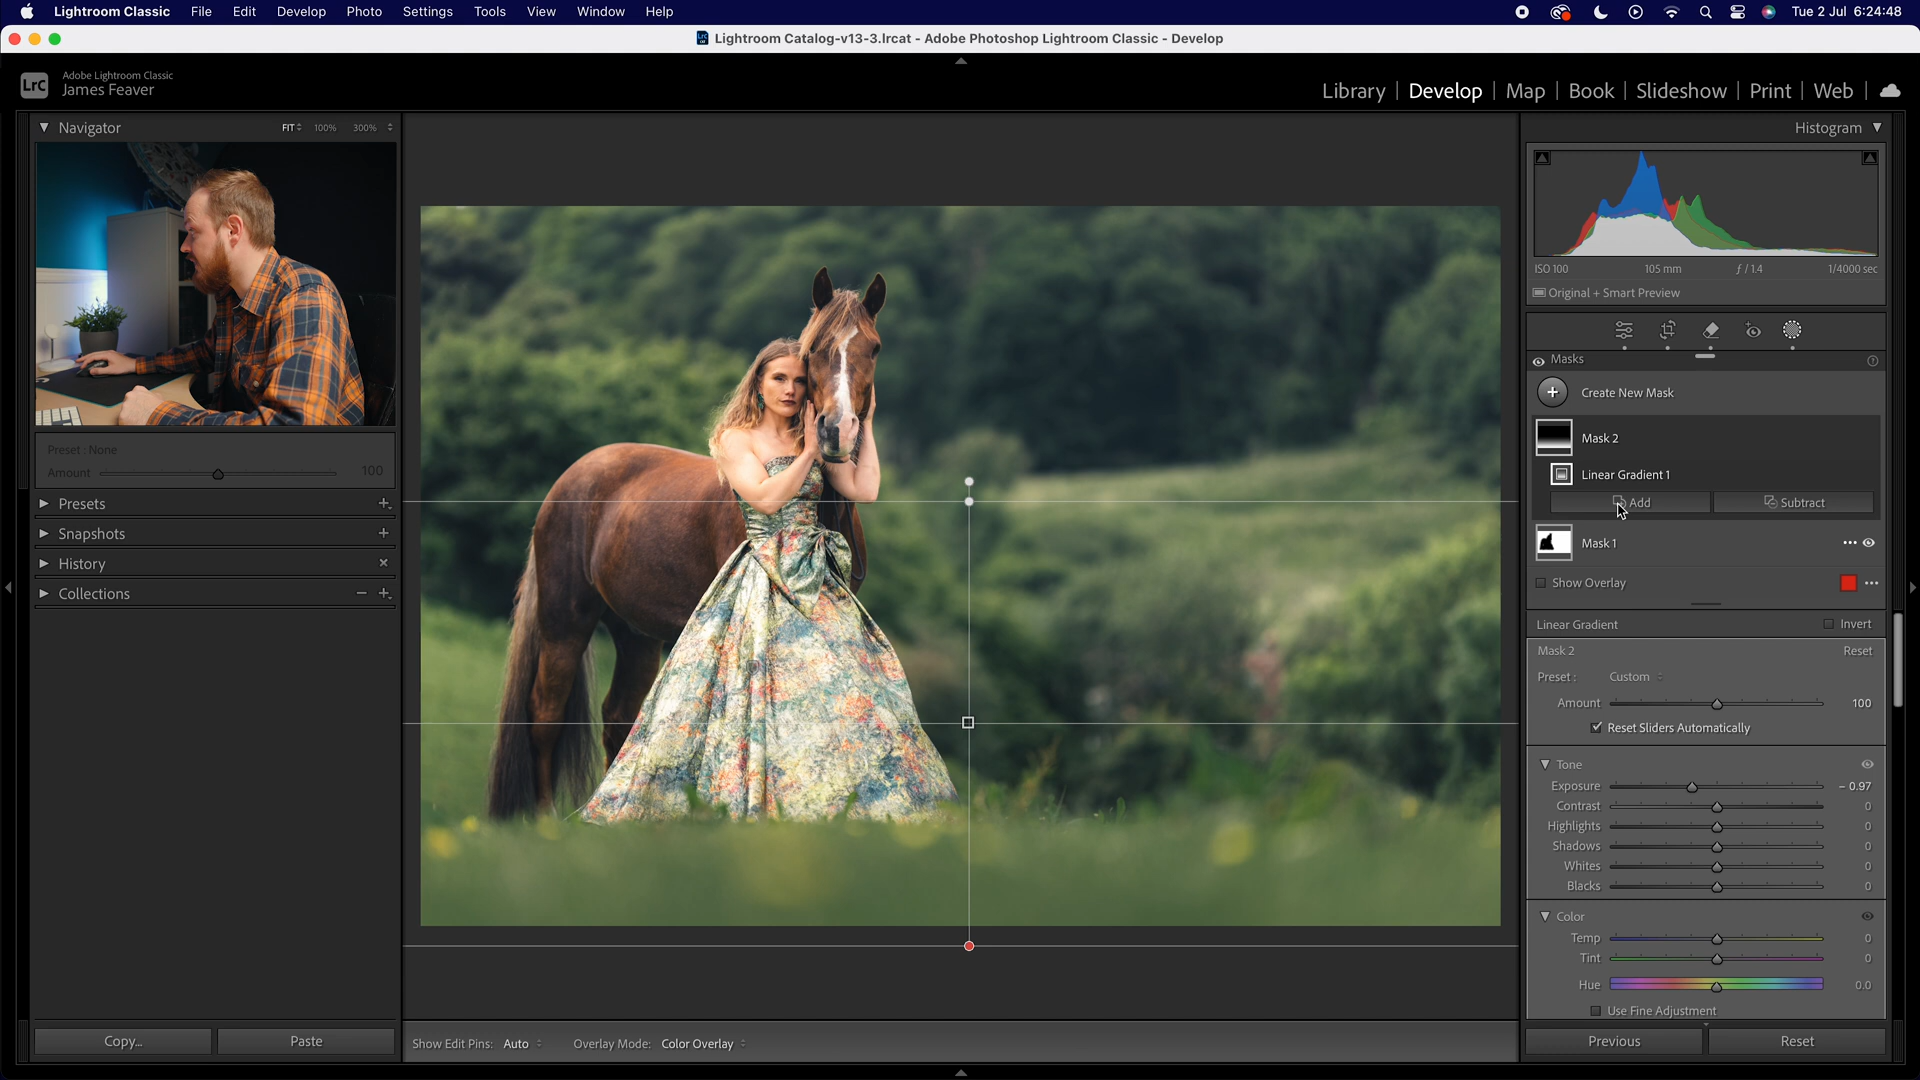 Lightroom Classic File Edit Develop Photo Settings Tools View Window Help Tue 2 Jul 6:24:48
LrC Lightroom Catalog-v13-3.lrcat - Adobe Photoshop Lightroom Classic - Develop
LrC Adobe Lightroom Classic
James Feaver
Library | Develop | Map | Book | Slideshow | Print | Web |
Navigator FIT 100% 300%
Preset : None
Amount 100
Presets
Snapshots
History
Collections
Copy... Paste
Show Edit Pins: Auto Overlay Mode: Color Overlay
Histogram
ISO 100 105 mm ƒ / 1.4 1/4000 sec
Original + Smart Preview
Masks
Create New Mask
Mask 2
Linear Gradient 1
Add Subtract
Mask 1
Show Overlay
Linear Gradient Invert
Mask 2 Reset
Preset : Custom
Amount 100
Reset Sliders Automatically
Tone
Exposure – 0.97
Contrast 0
Highlights 0
Shadows 0
Whites 0
Blacks 0
Color
Temp 0
Tint 0
Hue 0.0
Use Fine Adjustment
Previous Reset